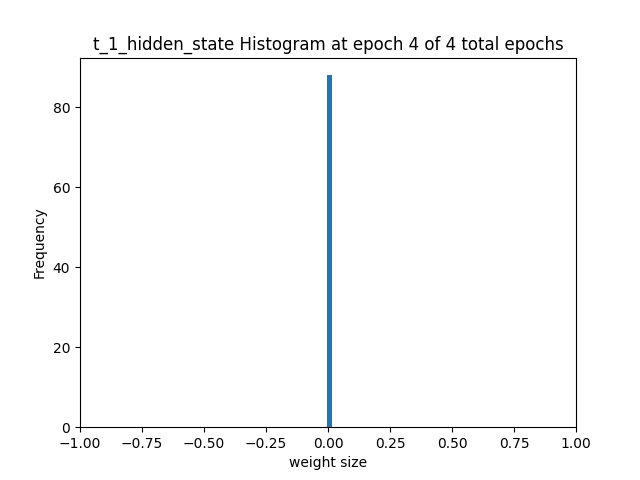 t_1_hidden_state Histogram at epoch 4 of 4 total epochs
80
60
40
20
0
Frequency
−1.00 −0.75 −0.50 −0.25 0.00 0.25 0.50 0.75 1.00
weight size